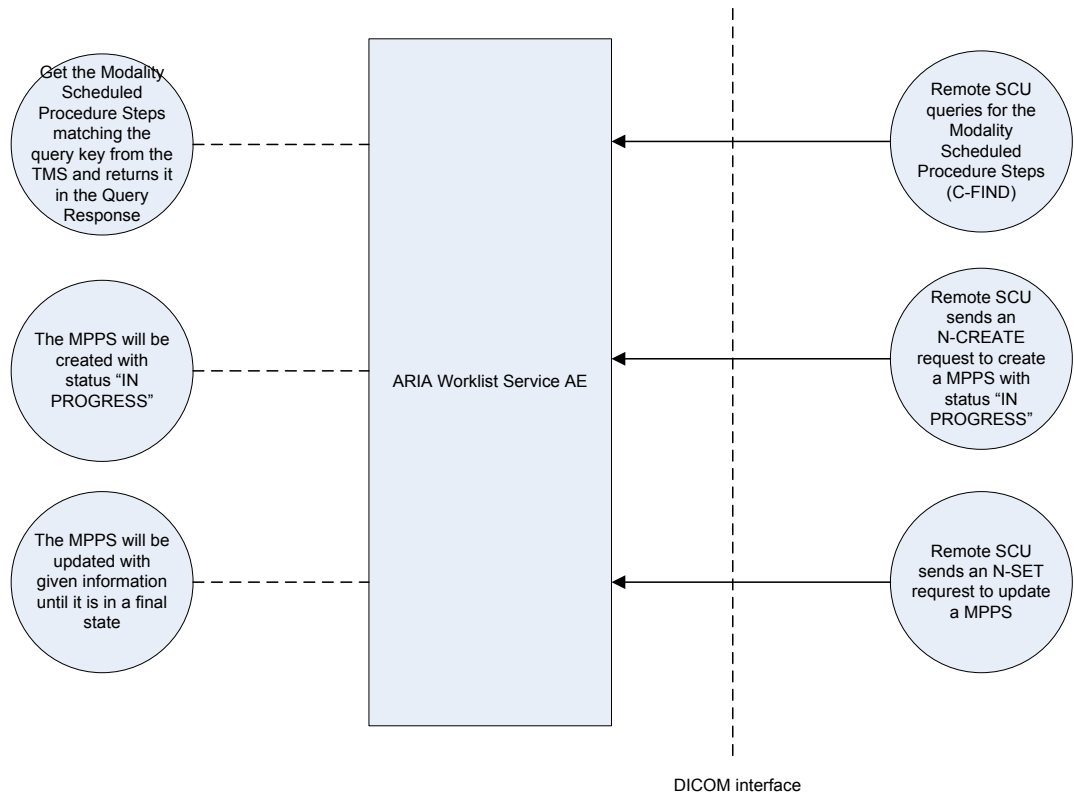 Get the Modality
Scheduled
Procedure Steps
matching the
query key from the
TMS and returns it
in the Query
Response
Remote SCU
queries for the
Modality
Scheduled
Procedure Steps
(C-FIND)
The MPPS will be
created with
status “IN
PROGRESS”
ARIA Worklist Service AE
Remote SCU
sends an
N-CREATE
request to create
a MPPS with
status “IN
PROGRESS”
The MPPS will be
updated with
given information
until it is in a final
state
Remote SCU
sends an N-SET
requrest to update
a MPPS
DICOM interface